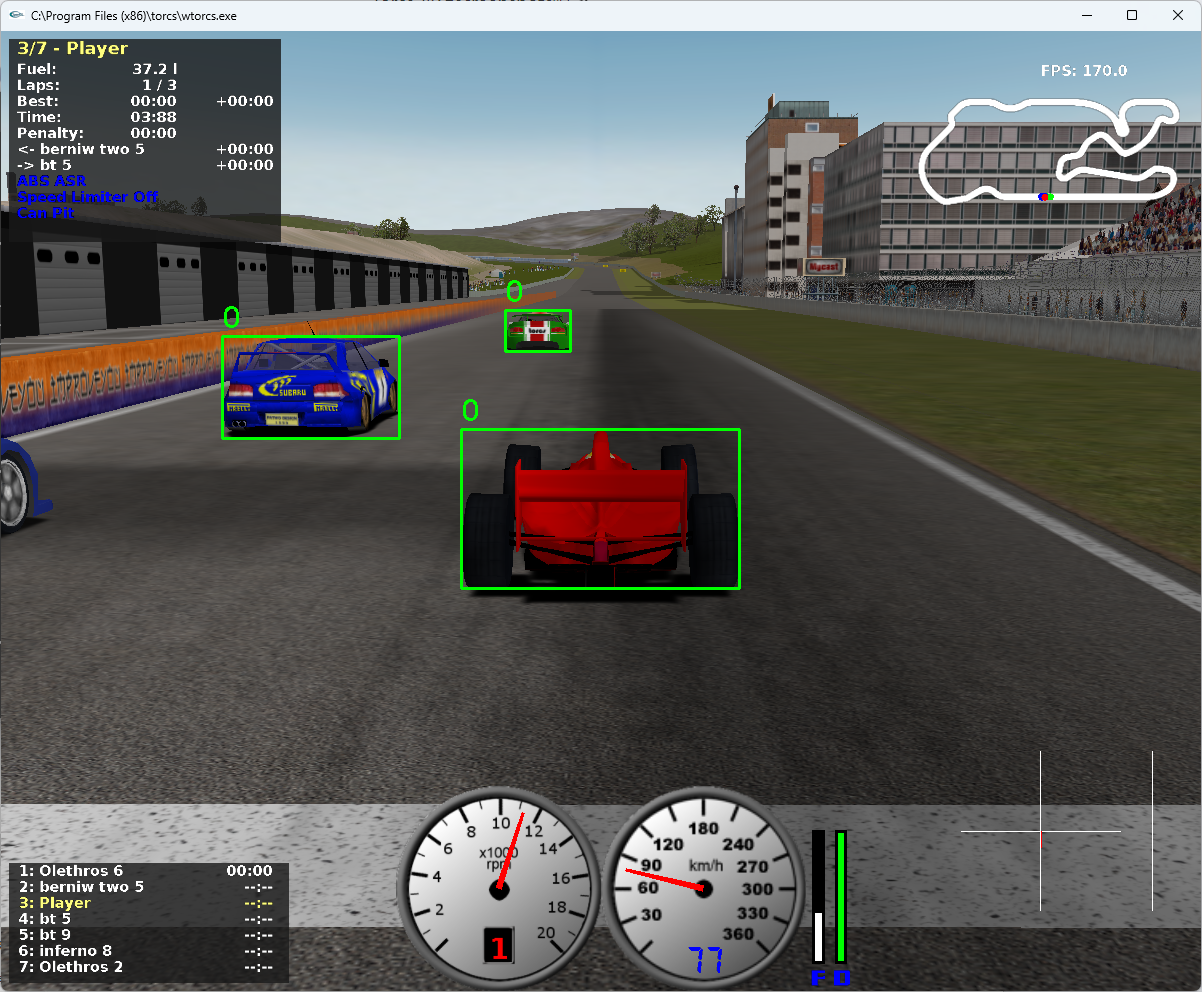 C:\Program Files (x86)\torcs\wtorcs.exe
3/7 - Player
Fuel: 37.2 l
Laps: 1 / 3
Best: 00:00 +00:00
Time: 03:88
Penalty: 00:00
<- berniw two 5 +00:00
-> bt 5 +00:00
ABS ASR
Speed Limiter Off
Can Pit
FPS: 170.0
Mycast
0
torcs
0
SUBARU
IMPROVEYOU IMPROVEYOU
0
2 4 6 8 10 12 14 16 18 20
x1000
rpm
1
30 60 90 120 180 240 270 300 330 360
km/h
77
F D
1: Olethros 6 00:00
2: berniw two 5 --:--
3: Player --:--
4: bt 5 --:--
5: bt 9 --:--
6: inferno 8 --:--
7: Olethros 2 --:--